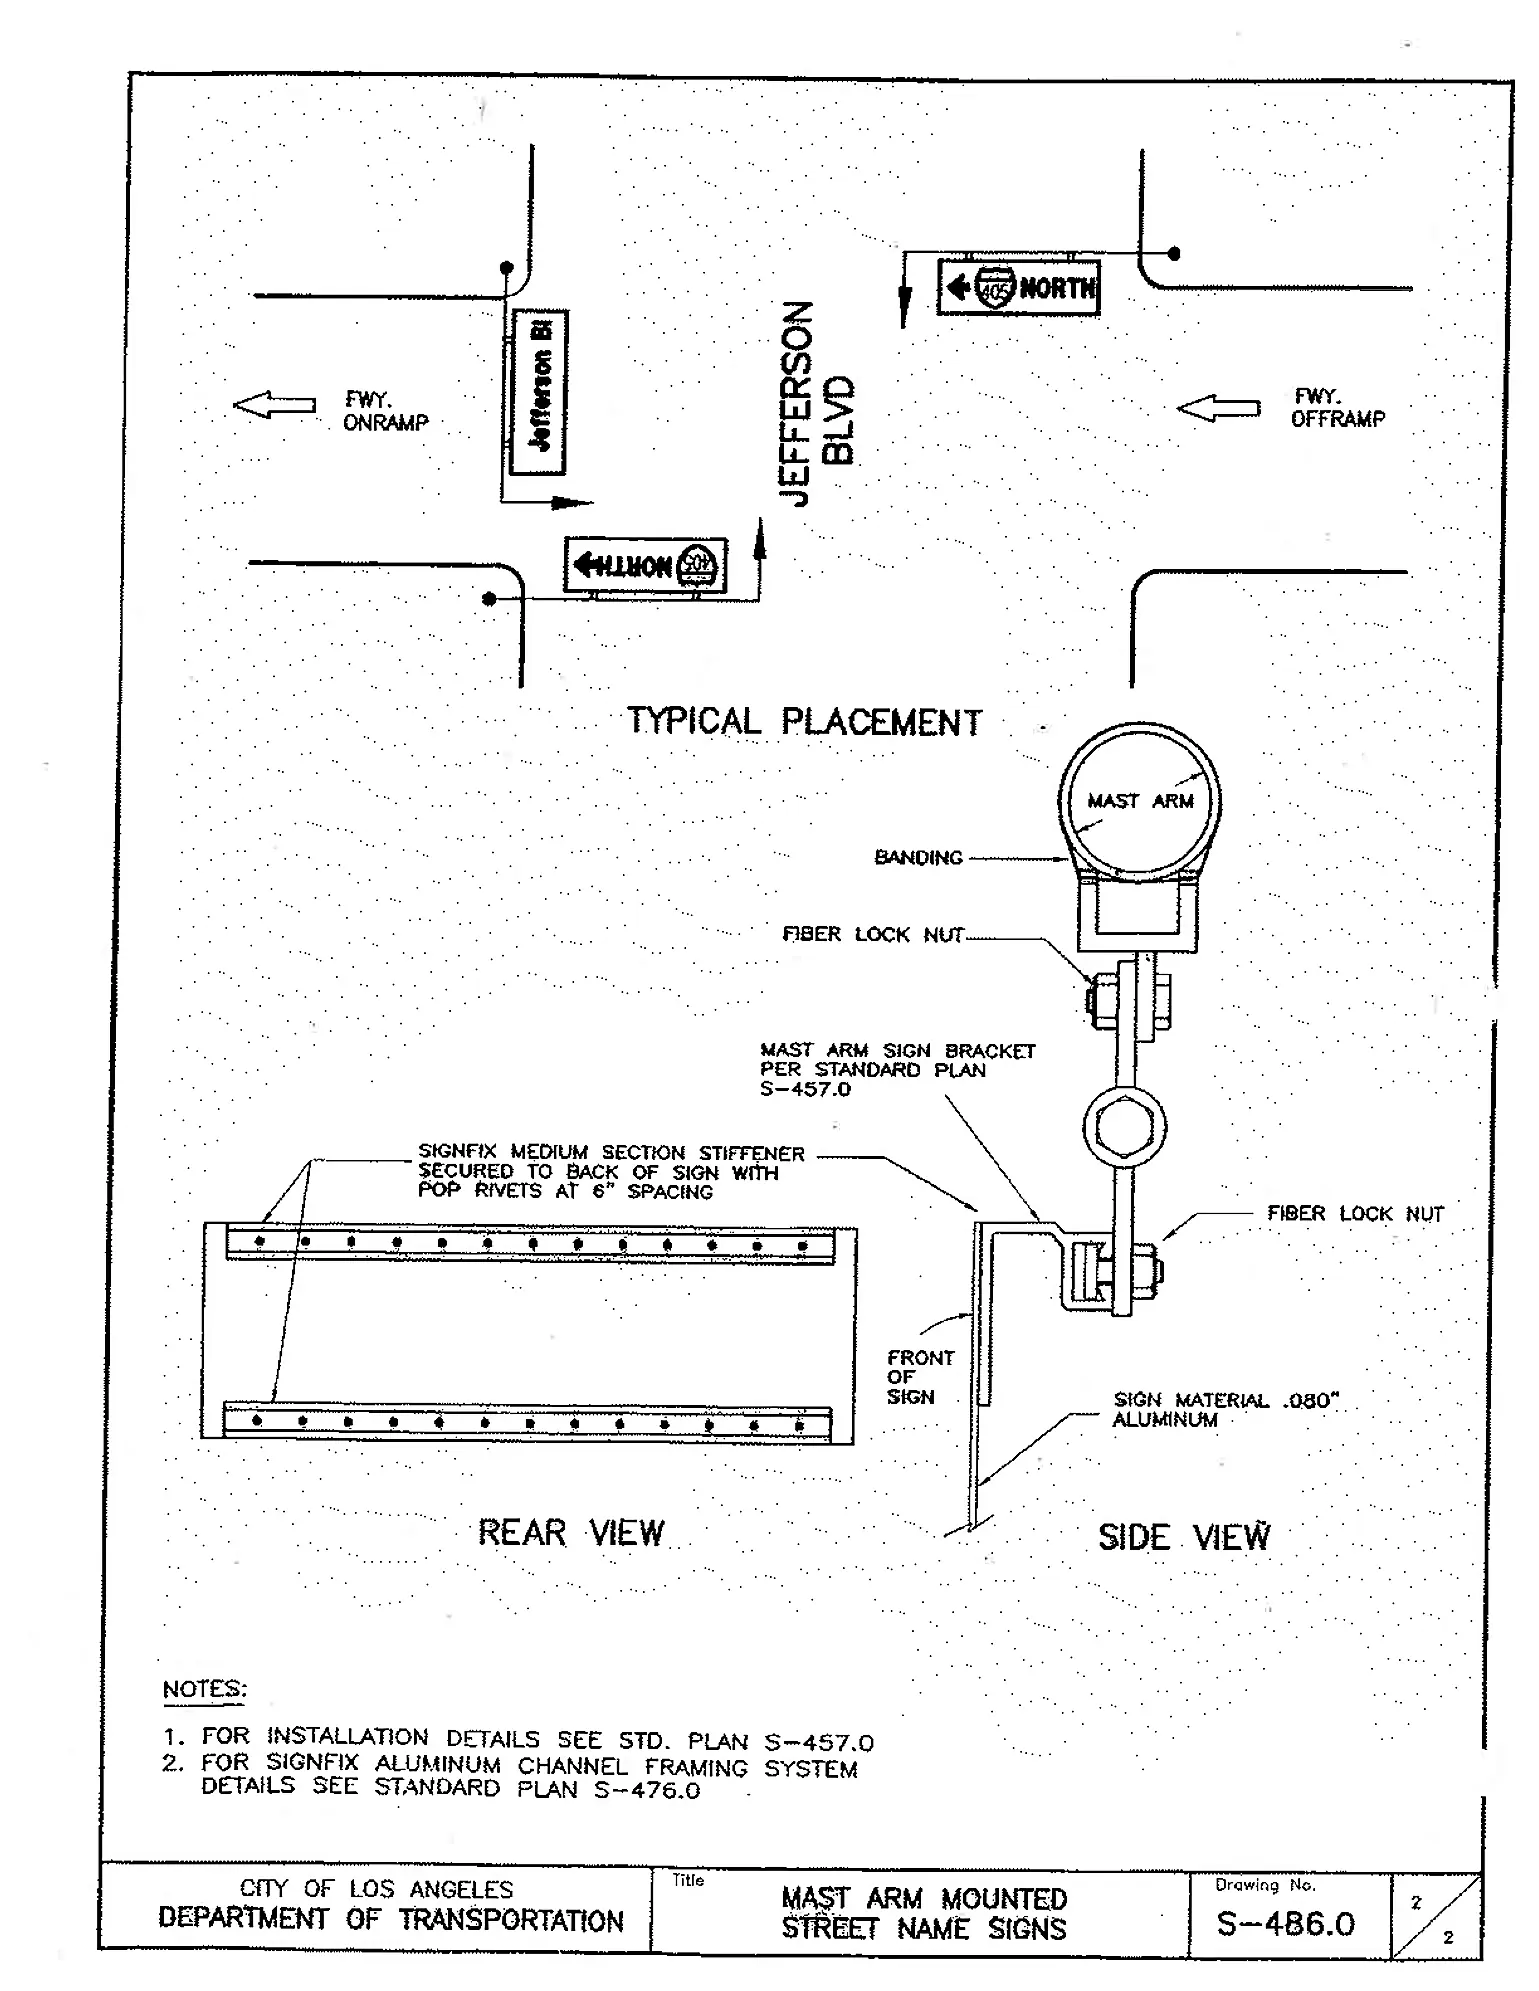 405 NORTH
Jefferson Bl
JEFFERSON
BLVD
FWY.
ONRAMP
FWY.
OFFRAMP
405 NORTH
TYPICAL PLACEMENT
MAST ARM
BANDING
FIBER LOCK NUT
MAST ARM SIGN BRACKET
PER STANDARD PLAN
S-457.0
SIGNFIX MEDIUM SECTION STIFFENER
SECURED TO BACK OF SIGN WITH
POP RIVETS AT 6" SPACING
FIBER LOCK NUT
FRONT
OF
SIGN
SIGN MATERIAL .080"
ALUMINUM
REAR VIEW
SIDE VIEW
NOTES:
1. FOR INSTALLATION DETAILS SEE STD. PLAN S-457.0
2. FOR SIGNFIX ALUMINUM CHANNEL FRAMING SYSTEM
DETAILS SEE STANDARD PLAN S-476.0
CITY OF LOS ANGELES
DEPARTMENT OF TRANSPORTATION
Title
MAST ARM MOUNTED
STREET NAME SIGNS
Drawing No.
S-486.0
2
2